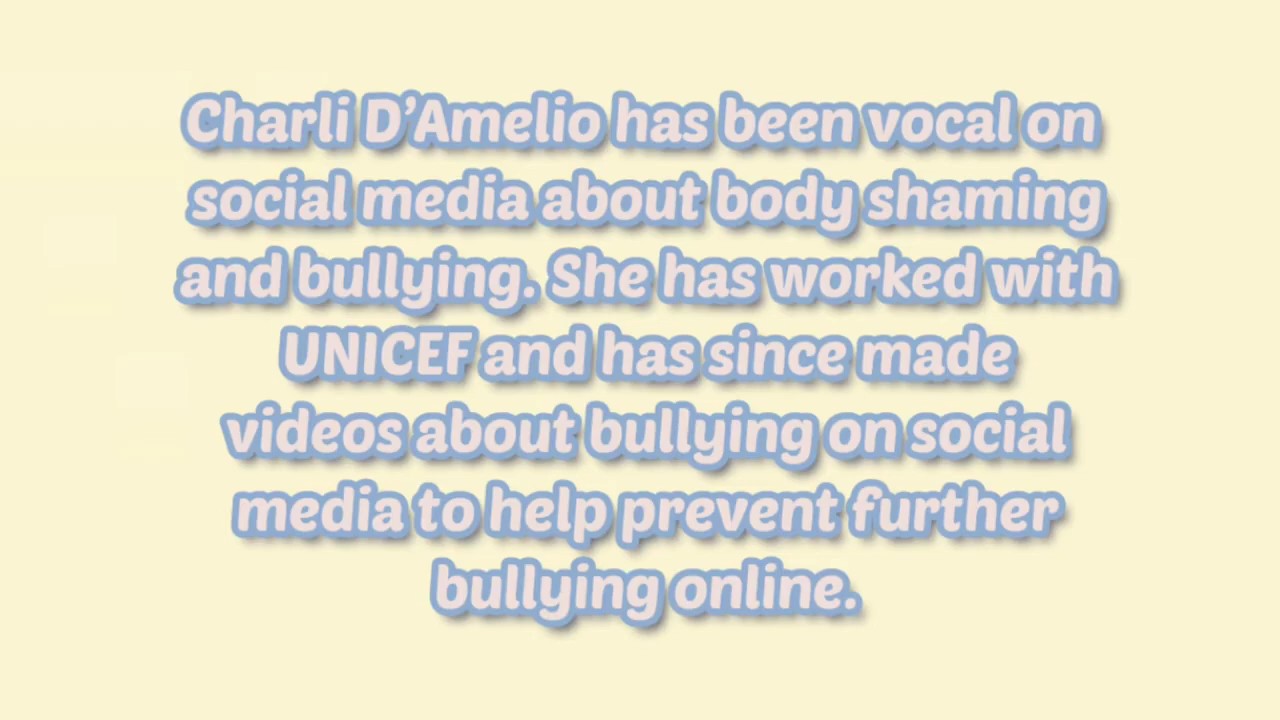 Charli D’Amelio has been vocal on
social media about body shaming
and bullying. She has worked with
UNICEF and has since made
videos about bullying on social
media to help prevent further
bullying online.